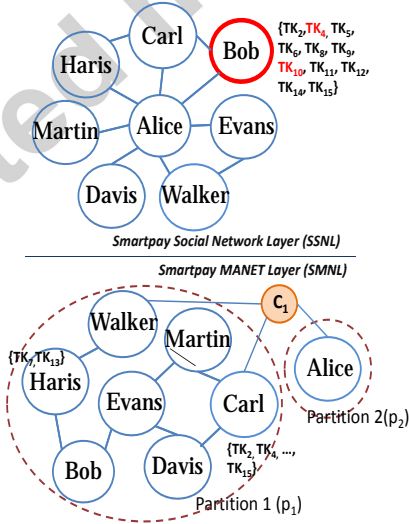 ted m
Carl
Bob
{TK2,TK4, TK5,
TK6, TK8, TK9,
TK10, TK11, TK12,
TK14, TK15}
Haris
Martin
Alice
Evans
Davis
Walker
Smartpay Social Network Layer (SSNL)
Smartpay MANET Layer (SMNL)
C1
Walker
Martin
{TK7,TK13}
Haris
Evans
Carl
Alice
Partition 2(p2)
{TK2, TK4, ...,
TK15}
Bob
Davis
Partition 1 (p1)